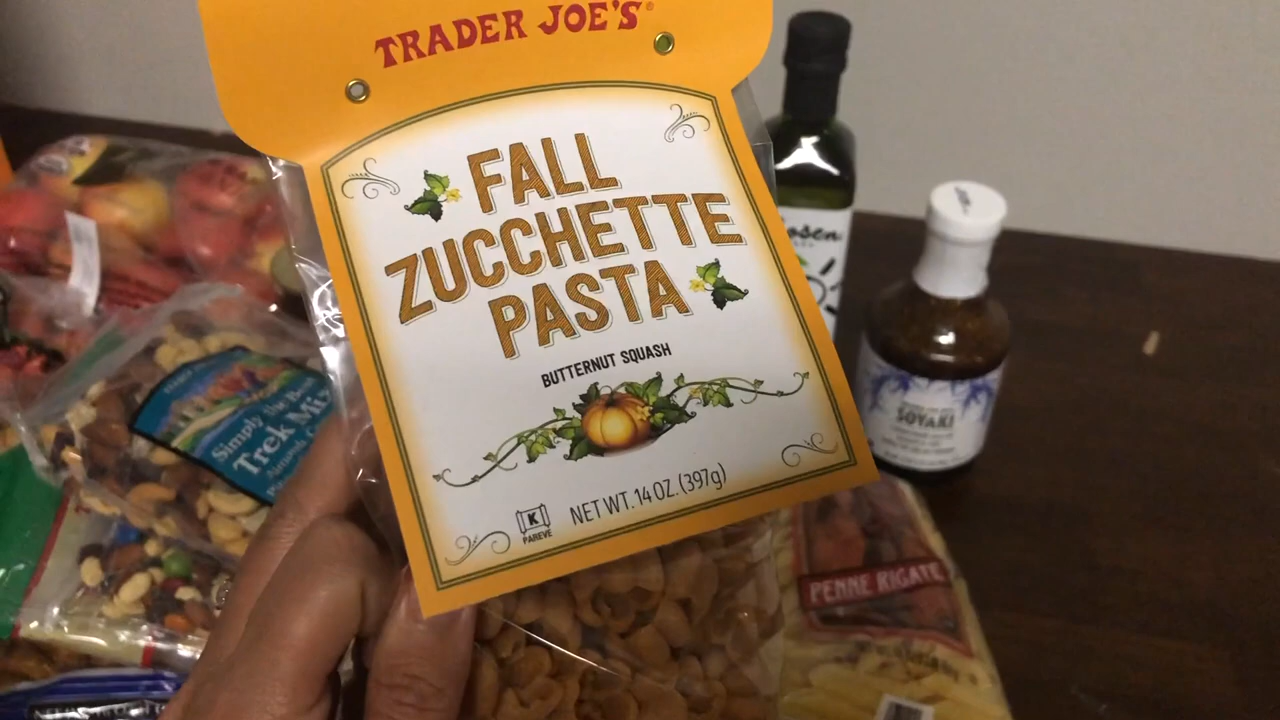 TRADER JOE'S
FALL
ZUCCHETTE
PASTA
BUTTERNUT SQUASH
K
PAREVE
NET WT. 14 OZ. (397g)
Simply the Best
Trek Mix
osen
SOYAKI
PENNE RIGATE